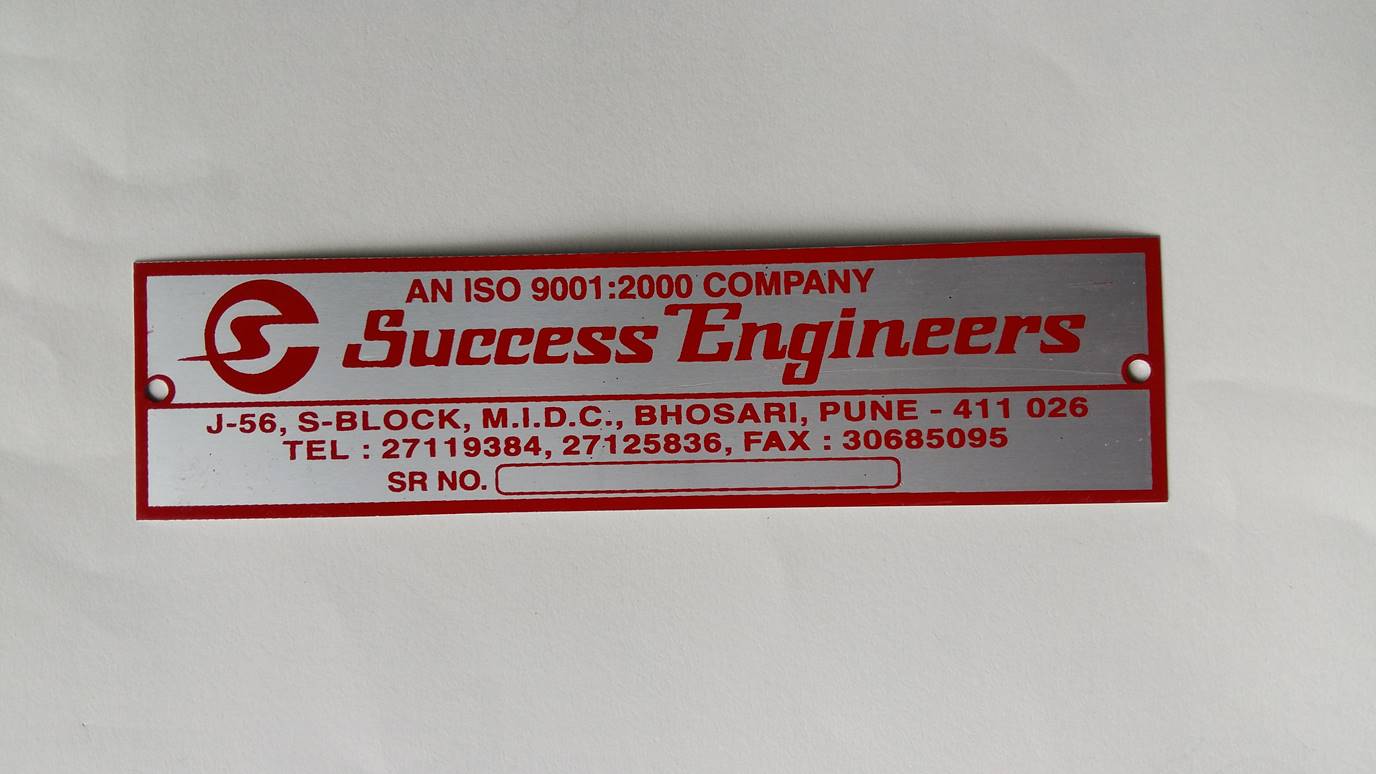 AN ISO 9001:2000 COMPANY
Success Engineers
J-56, S-BLOCK, M.I.D.C., BHOSARI, PUNE - 411 026
TEL : 27119384, 27125836, FAX : 30685095
SR NO.